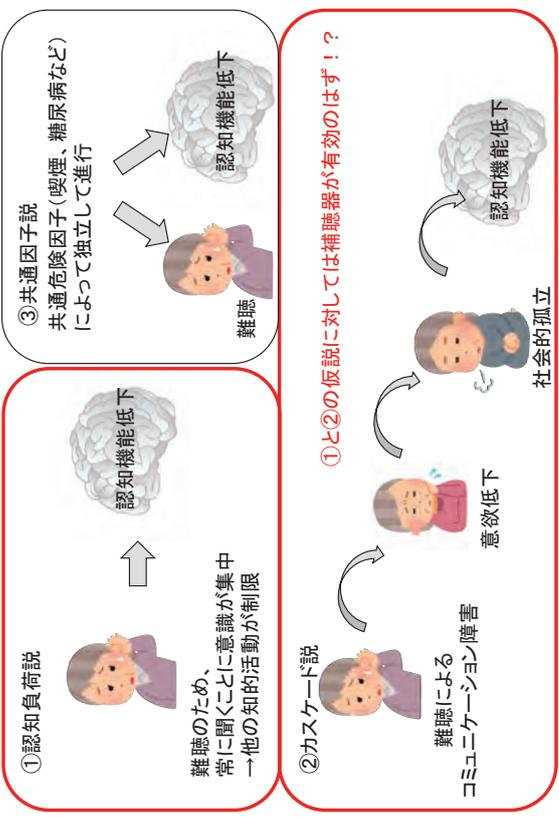 ①認知負荷説
認知機能低下
難聴のため、
常に聞くことに意識が集中
→他の知的活動が制限
③共通因子説
共通危険因子（喫煙、糖尿病など）
によって独立して進行
難聴
認知機能低下
②カスケード説
①と②の仮説に対しては補聴器が有効のはず！？
難聴による
コミュニケーション障害
意欲低下
社会的孤立
認知機能低下